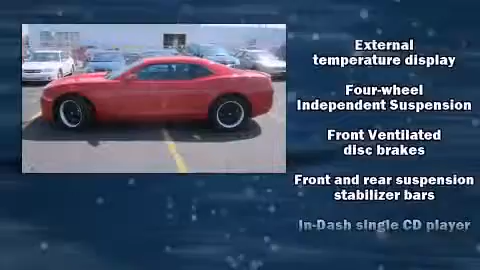 External
temperature display
Four-wheel
Independent Suspension
Front Ventilated
disc brakes
Front and rear suspension
stabilizer bars
In-Dash single CD player